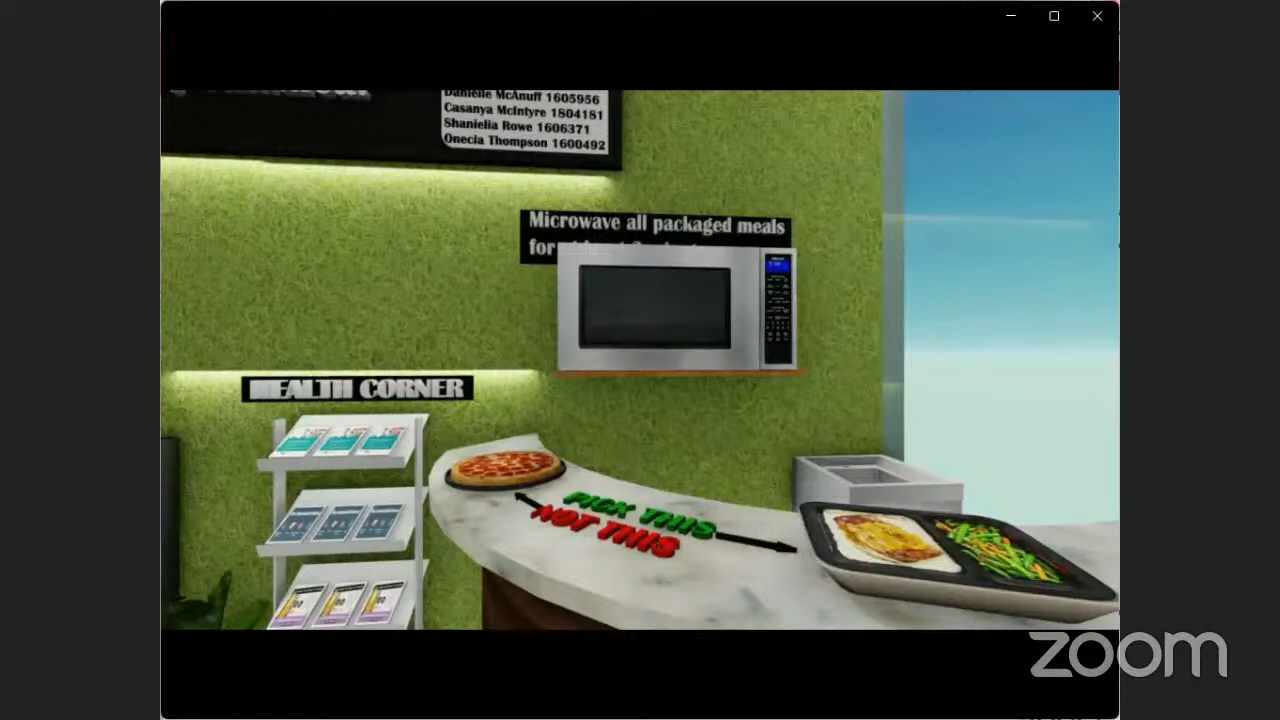 Danielle McAnuff 1605956
Casanya McIntyre 1804181
Shanielia Rowe 1606371
Onecia Thompson 1600492
Microwave all packaged meals
for
HEALTH CORNER
PICK THIS
NOT THIS
zoom